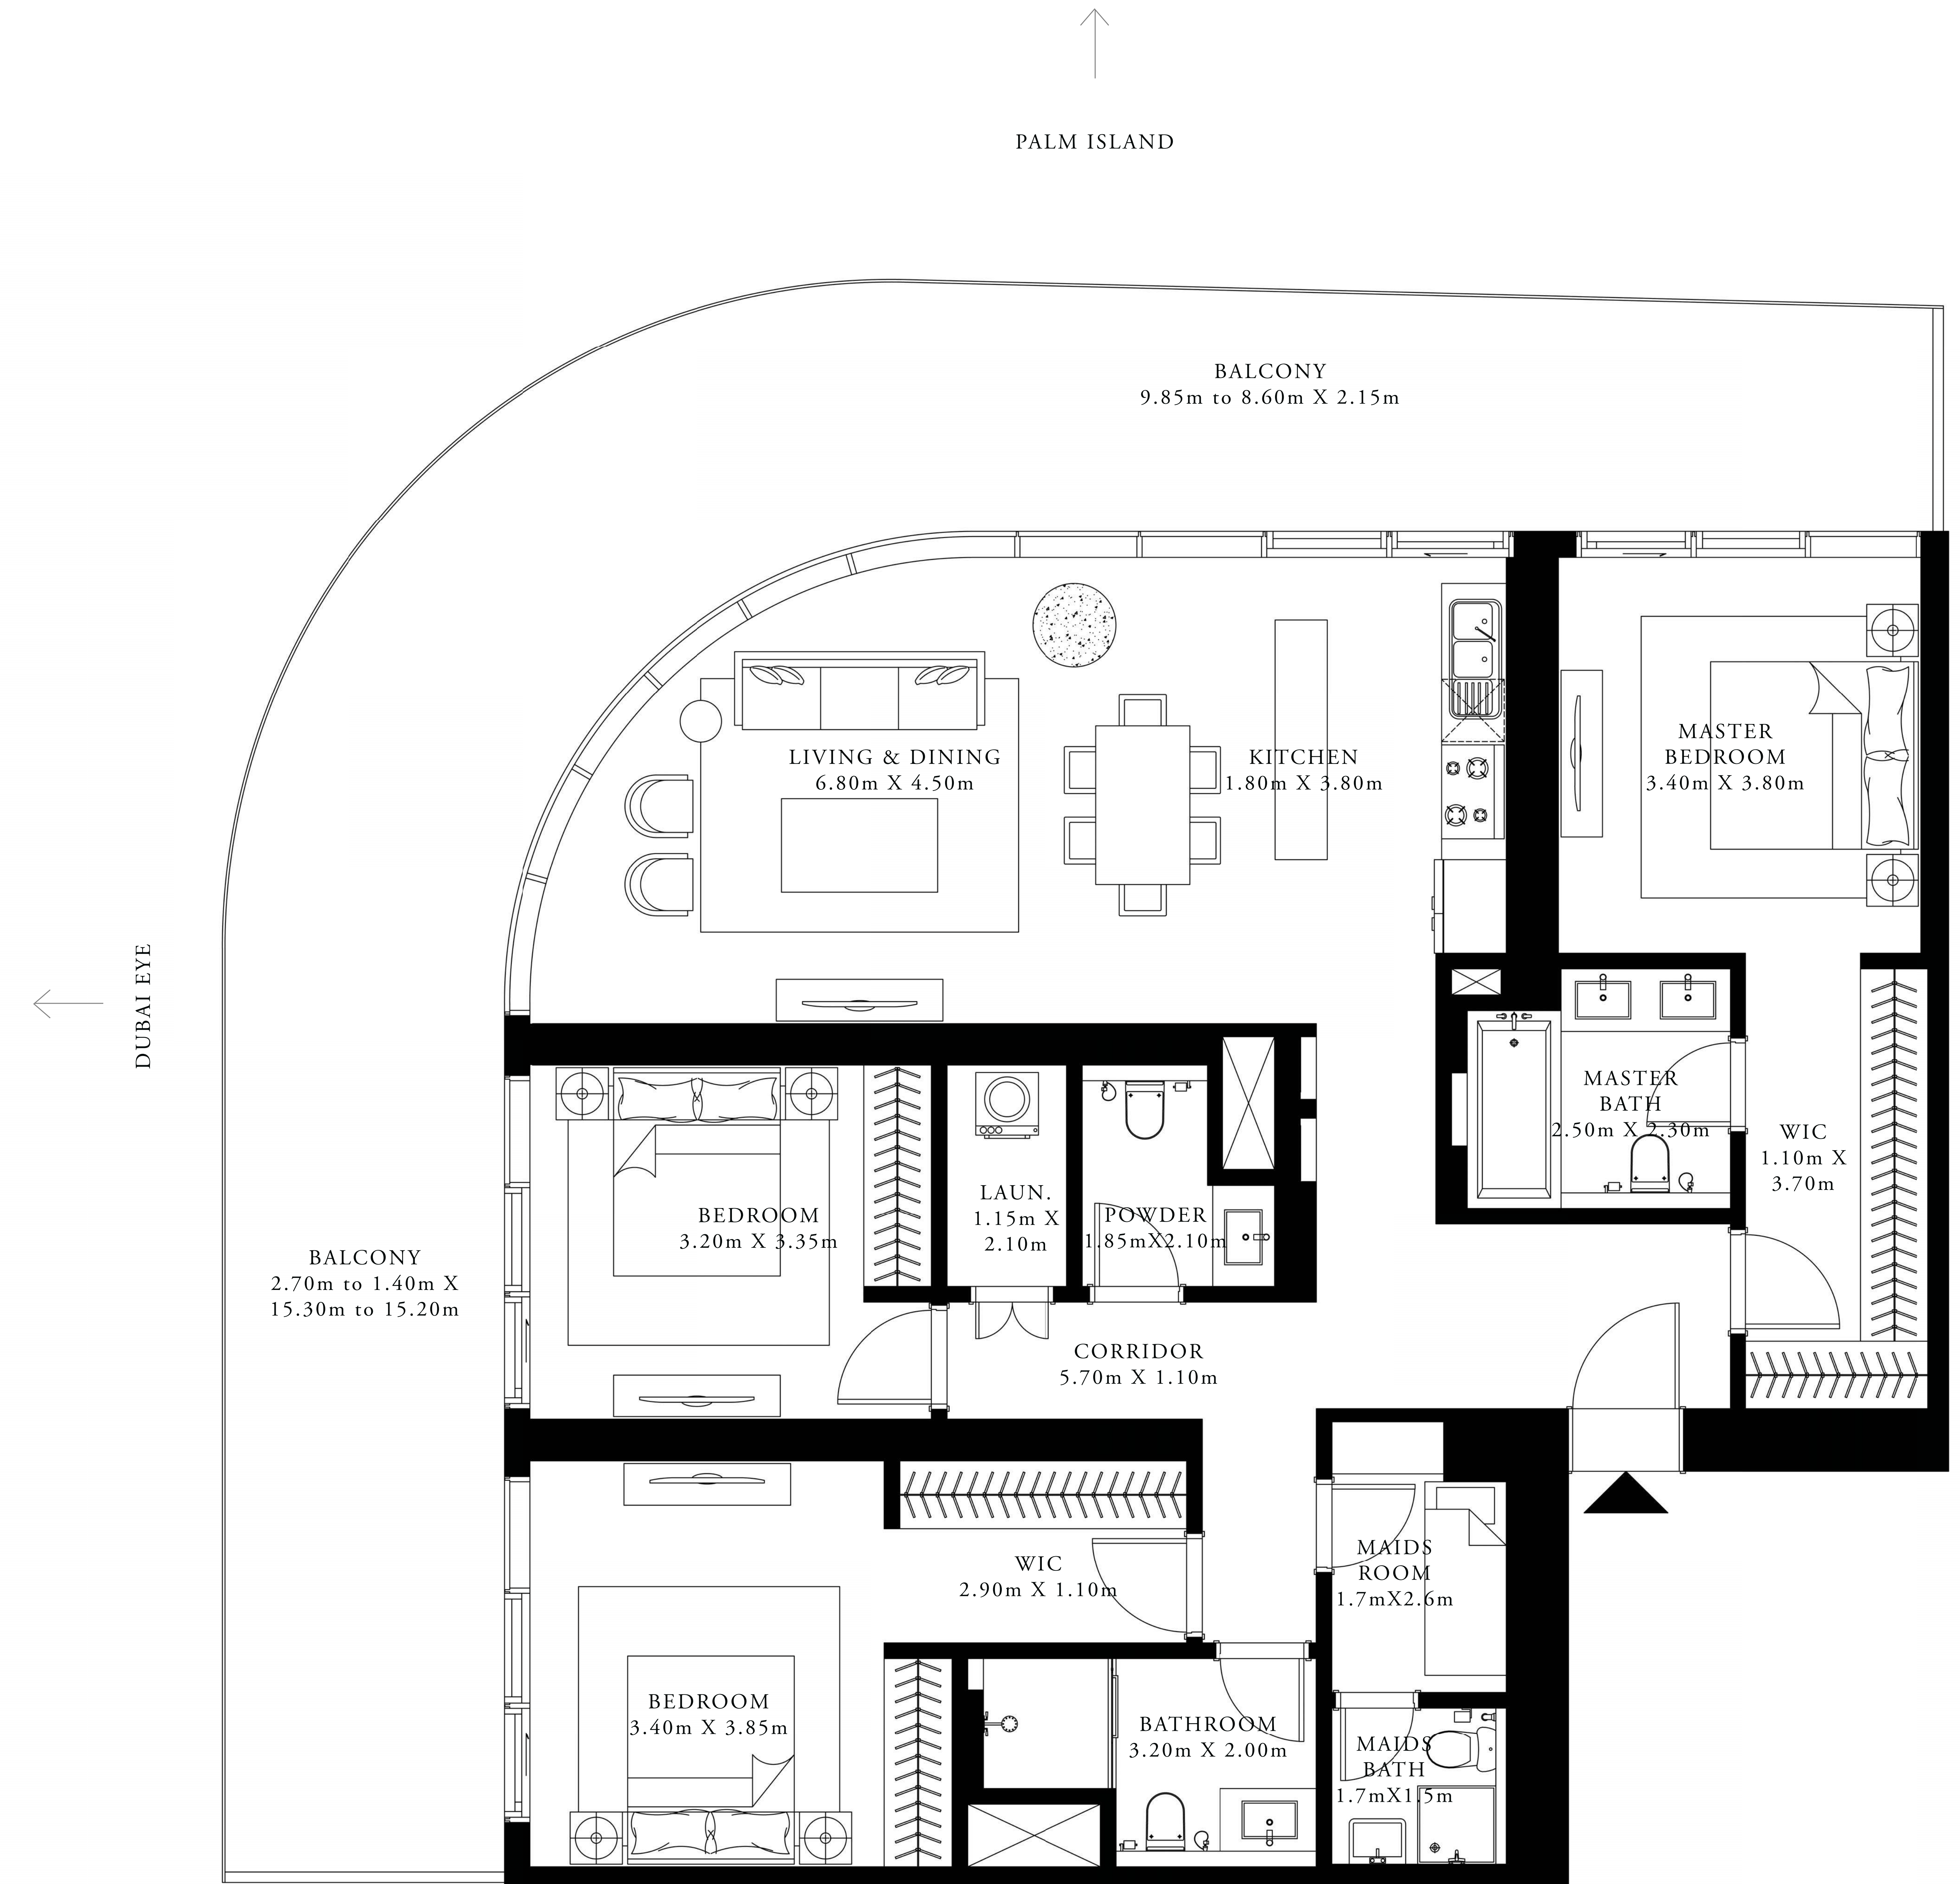 PALM ISLAND
BALCONY
9.85m to 8.60m X 2.15m
LIVING & DINING
6.80m X 4.50m
KITCHEN
1.80m X 3.80m
MASTER
BEDROOM
3.40m X 3.80m
DUBAI EYE
MASTER
BATH
2.50m X 2.30m
WIC
1.10m X
3.70m
BEDROOM
3.20m X 3.35m
LAUN.
1.15m X
2.10m
POWDER
1.85mX2.10m
BALCONY
2.70m to 1.40m X
15.30m to 15.20m
CORRIDOR
5.70m X 1.10m
WIC
2.90m X 1.10m
MAIDS
ROOM
1.7mX2.6m
BEDROOM
3.40m X 3.85m
BATHROOM
3.20m X 2.00m
MAIDS
BATH
1.7mX1.5m